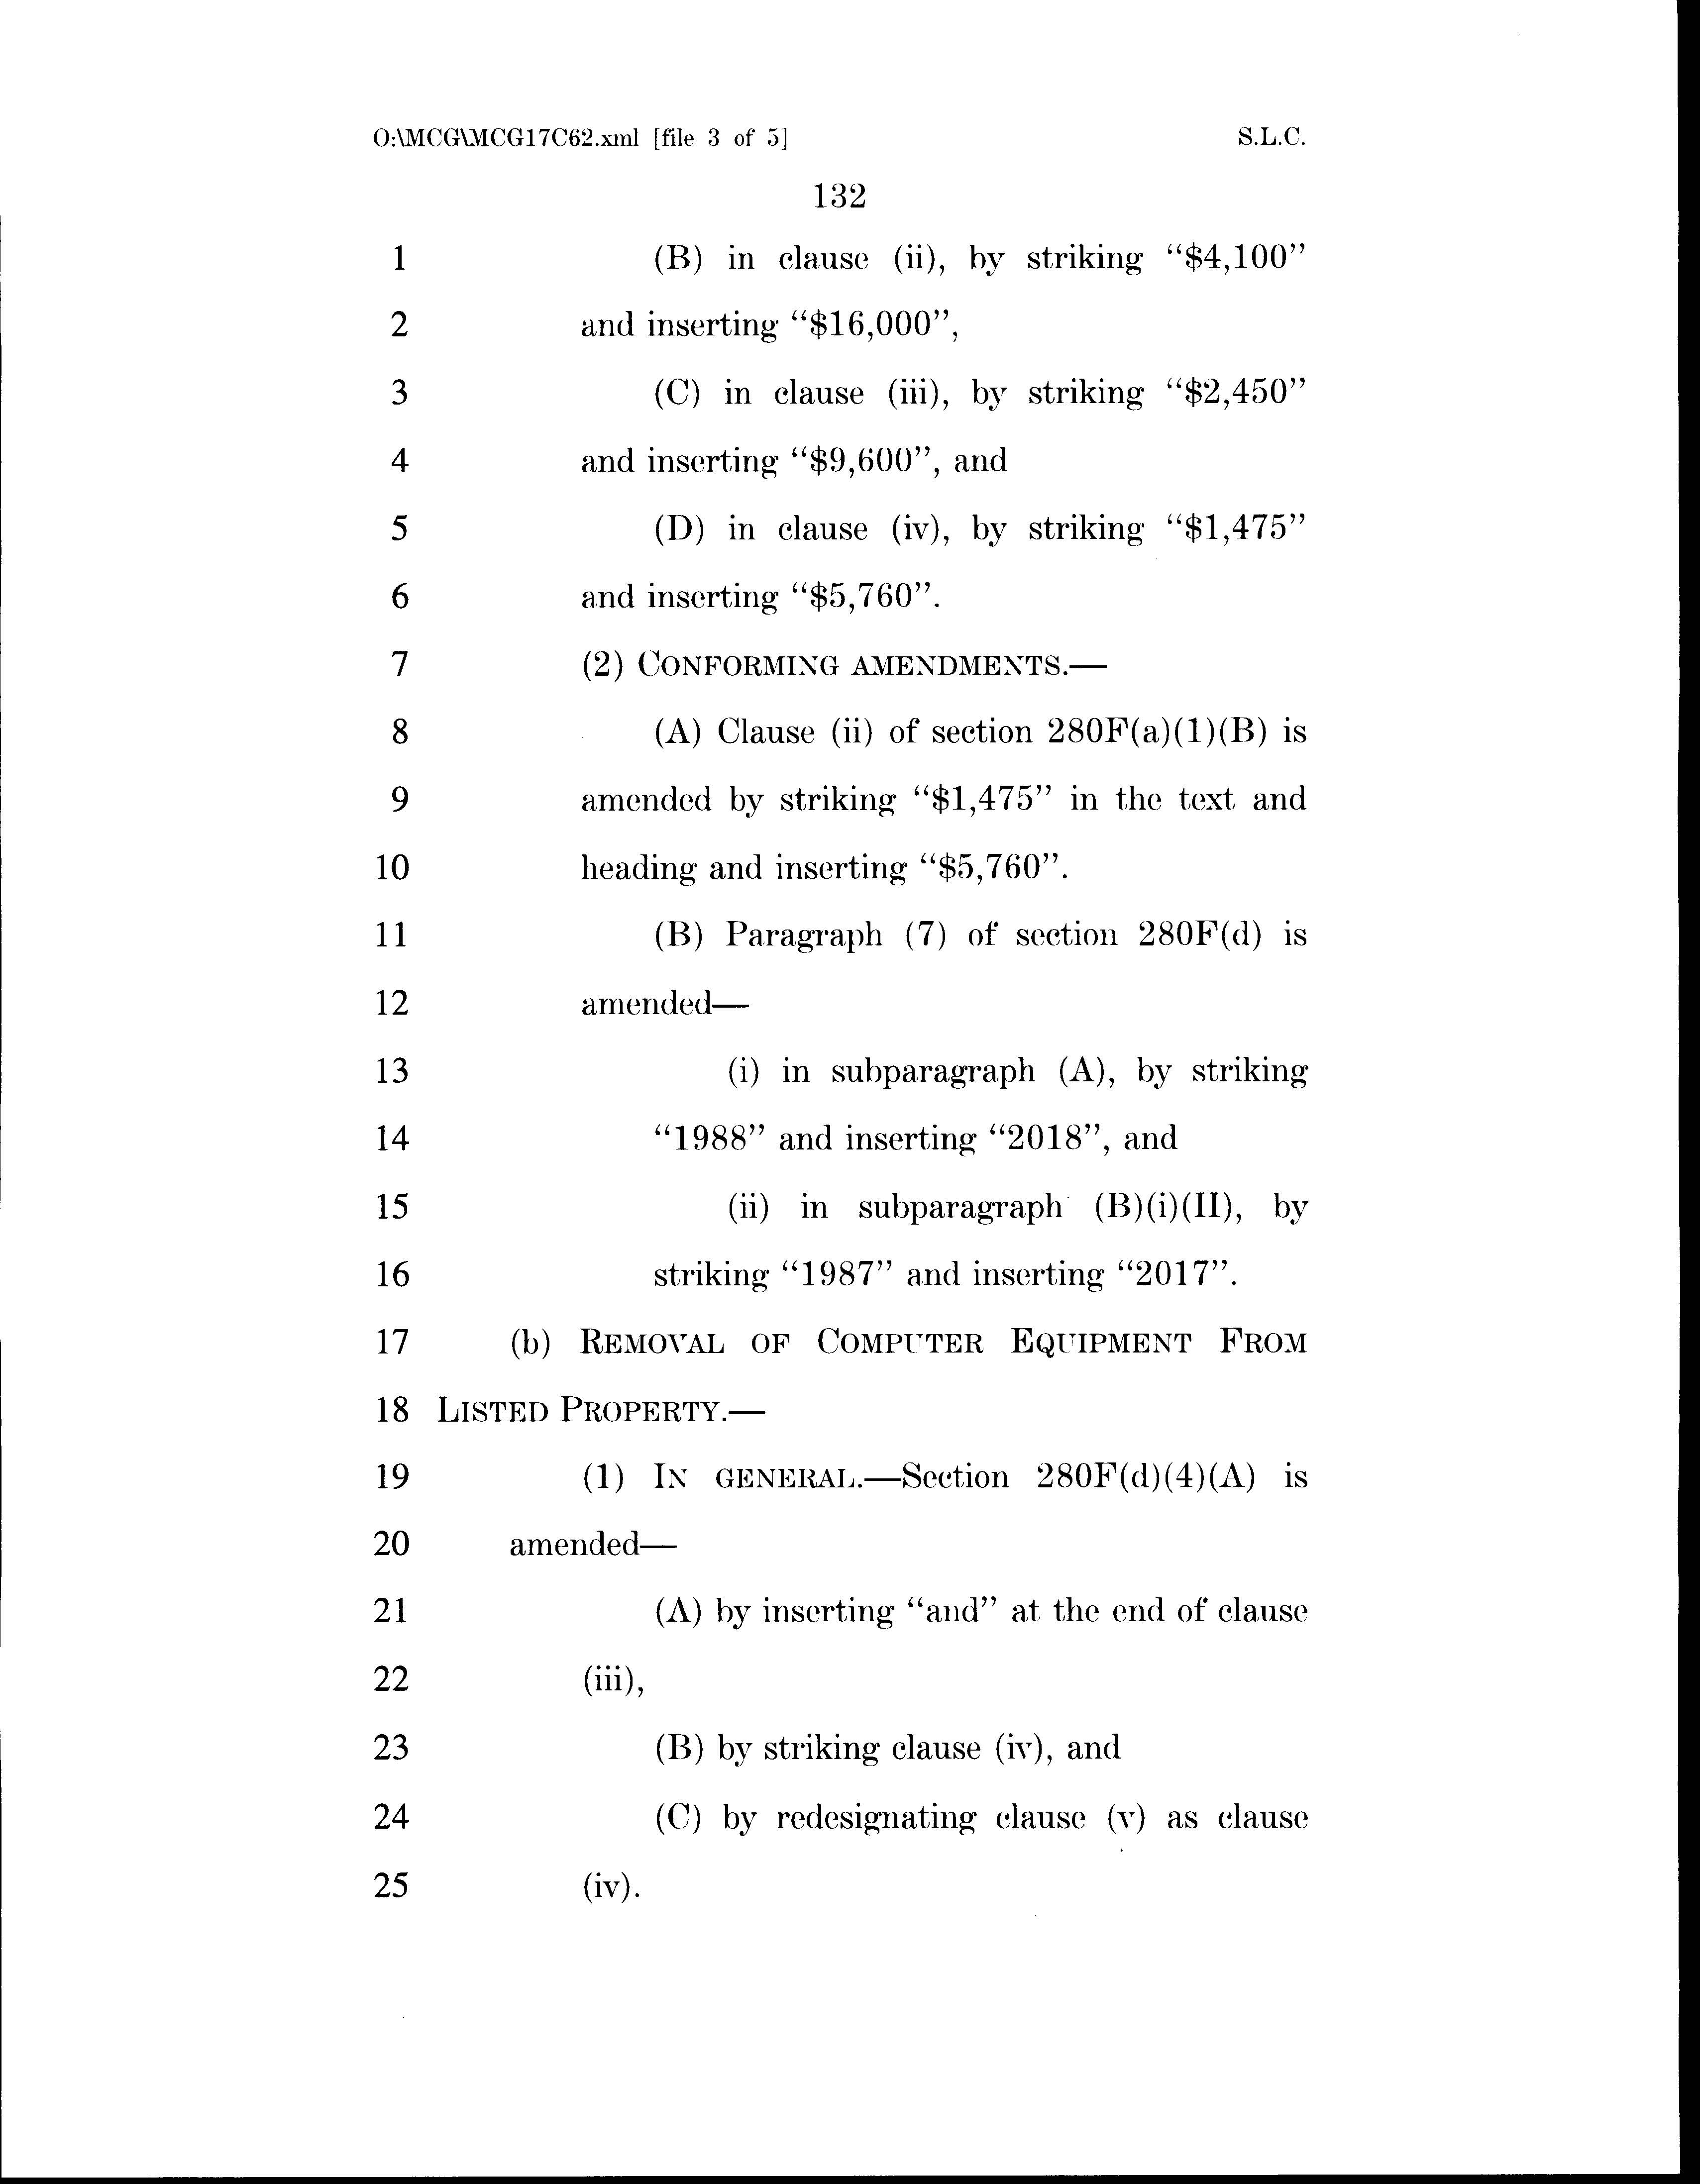 O:\MCG\MCG17C62.xml [file 3 of 5] S.L.C.
132
1 (B) in clause (ii), by striking “$4,100”
2 and inserting “$16,000”,
3 (C) in clause (iii), by striking “$2,450”
4 and inserting “$9,600”, and
5 (D) in clause (iv), by striking “$1,475”
6 and inserting “$5,760”.
7 (2) CONFORMING AMENDMENTS.—
8 (A) Clause (ii) of section 280F(a)(1)(B) is
9 amended by striking “$1,475” in the text and
10 heading and inserting “$5,760”.
11 (B) Paragraph (7) of section 280F(d) is
12 amended—
13 (i) in subparagraph (A), by striking
14 “1988” and inserting “2018”, and
15 (ii) in subparagraph (B)(i)(II), by
16 striking “1987” and inserting “2017”.
17 (b) REMOVAL OF COMPUTER EQUIPMENT FROM
18 LISTED PROPERTY.—
19 (1) IN GENERAL.—Section 280F(d)(4)(A) is
20 amended—
21 (A) by inserting “and” at the end of clause
22 (iii),
23 (B) by striking clause (iv), and
24 (C) by redesignating clause (v) as clause
25 (iv).